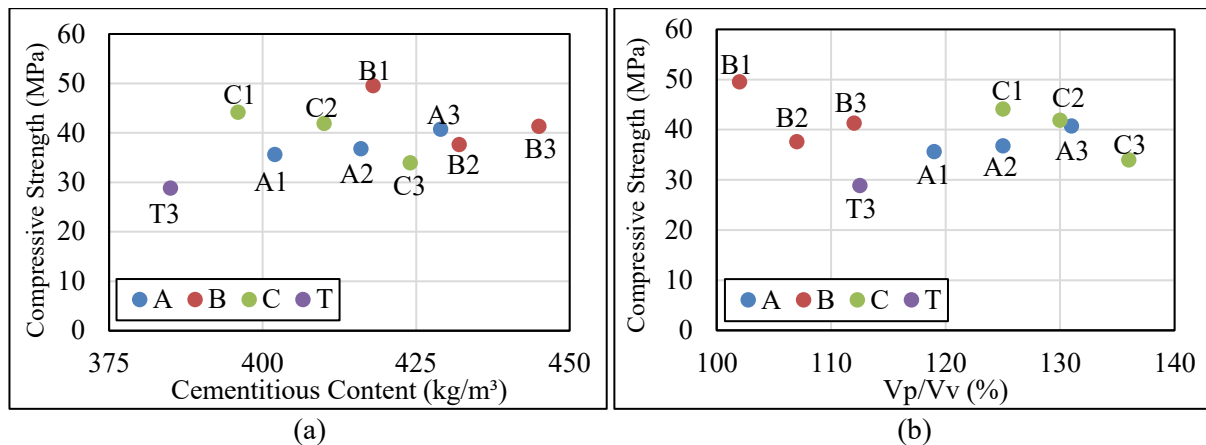 Compressive Strength (MPa)
60
50
40
30
20
10
0
B1
C1
C2
A3
A1
A2
B2
B3
C3
T3
A B C T
375 400 425 450
Cementitious Content (kg/m³)
(a)
Compressive Strength (MPa)
60
50
40
30
20
10
0
B1
C1
C2
B2
B3
A1
A2
A3
C3
T3
A B C T
100 110 120 130 140
Vp/Vv (%)
(b)